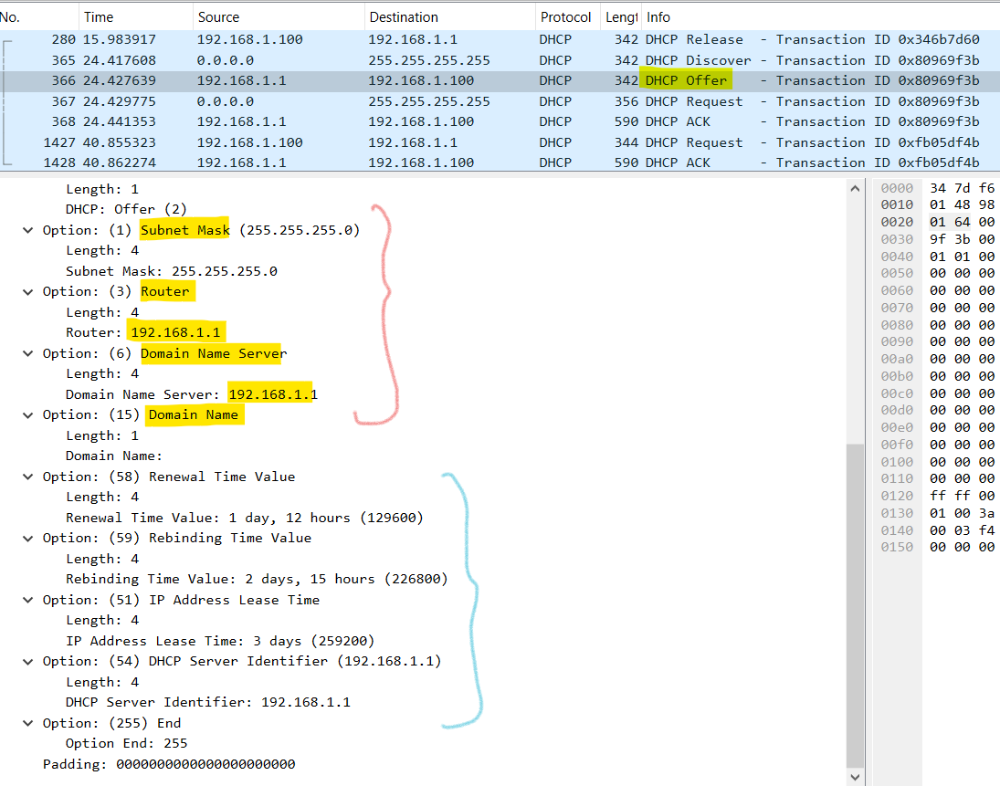 No. Time Source Destination Protocol Lengt Info
280 15.983917 192.168.1.100 192.168.1.1 DHCP 342 DHCP Release - Transaction ID 0x346b7d60
365 24.417608 0.0.0.0 255.255.255.255 DHCP 342 DHCP Discover - Transaction ID 0x80969f3b
366 24.427639 192.168.1.1 192.168.1.100 DHCP 342 DHCP Offer - Transaction ID 0x80969f3b
367 24.429775 0.0.0.0 255.255.255.255 DHCP 356 DHCP Request - Transaction ID 0x80969f3b
368 24.441353 192.168.1.1 192.168.1.100 DHCP 590 DHCP ACK - Transaction ID 0x80969f3b
1427 40.855323 192.168.1.100 192.168.1.1 DHCP 344 DHCP Request - Transaction ID 0xfb05df4b
1428 40.862274 192.168.1.1 192.168.1.100 DHCP 590 DHCP ACK - Transaction ID 0xfb05df4b
Length: 1
DHCP: Offer (2)
Option: (1) Subnet Mask (255.255.255.0)
Length: 4
Subnet Mask: 255.255.255.0
Option: (3) Router
Length: 4
Router: 192.168.1.1
Option: (6) Domain Name Server
Length: 4
Domain Name Server: 192.168.1.1
Option: (15) Domain Name
Length: 1
Domain Name:
Option: (58) Renewal Time Value
Length: 4
Renewal Time Value: 1 day, 12 hours (129600)
Option: (59) Rebinding Time Value
Length: 4
Rebinding Time Value: 2 days, 15 hours (226800)
Option: (51) IP Address Lease Time
Length: 4
IP Address Lease Time: 3 days (259200)
Option: (54) DHCP Server Identifier (192.168.1.1)
Length: 4
DHCP Server Identifier: 192.168.1.1
Option: (255) End
Option End: 255
Padding: 0000000000000000000000
0000 34 7d f6
0010 01 48 98
0020 01 64 00
0030 9f 3b 00
0040 01 01 00
0050 00 00 00
0060 00 00 00
0070 00 00 00
0080 00 00 00
0090 00 00 00
00a0 00 00 00
00b0 00 00 00
00c0 00 00 00
00d0 00 00 00
00e0 00 00 00
00f0 00 00 00
0100 00 00 00
0110 00 00 00
0120 ff ff 00
0130 01 00 3a
0140 00 03 f4
0150 00 00 00